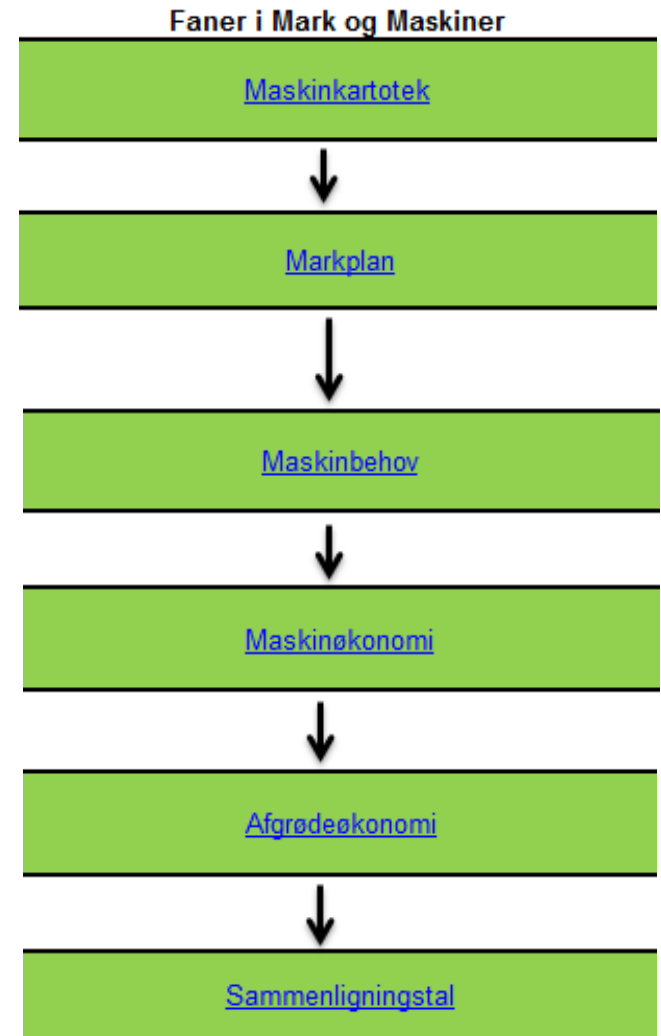 Faner i Mark og Maskiner
Maskinkartotek
Markplan
Maskinbehov
Maskinøkonomi
Afgrødeøkonomi
Sammenligningstal